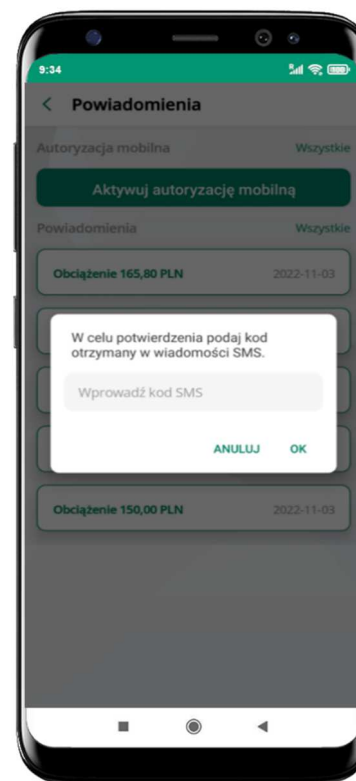 9:34
Powiadomienia
Autoryzacja mobilna Wszystkie
Aktywuj autoryzację mobilną
Powiadomienia Wszystkie
Obciążenie 165,80 PLN 2022-11-03
W celu potwierdzenia podaj kod
otrzymany w wiadomości SMS.
Wprowadź kod SMS
ANULUJ OK
Obciążenie 150,00 PLN 2022-11-03